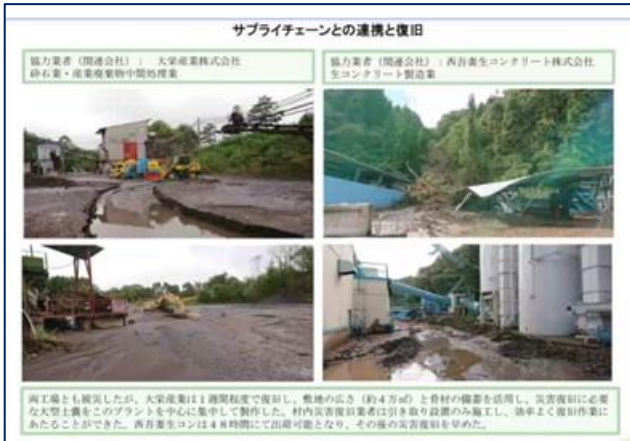 サプライチェーンとの連携と復旧
協力業者（関連会社）： 大栄産業株式会社
砕石業・産業廃棄物中間処理業
協力業者（関連会社）：西吾妻生コンクリート株式会社
生コンクリート製造業
両工場とも被災したが、大栄産業は１週間程度で復旧し、敷地の広さ（約４万㎡）と骨材の備蓄を活用し、災害復旧に必要
な大型土嚢をこのプラントを中心に集中して製作した。村内災害復旧業者は引き取り設置のみ施工し、効率よく復旧作業に
あたることができた。西吾妻生コンは４８時間にて出荷可能となり、その後の災害復旧を早めた。